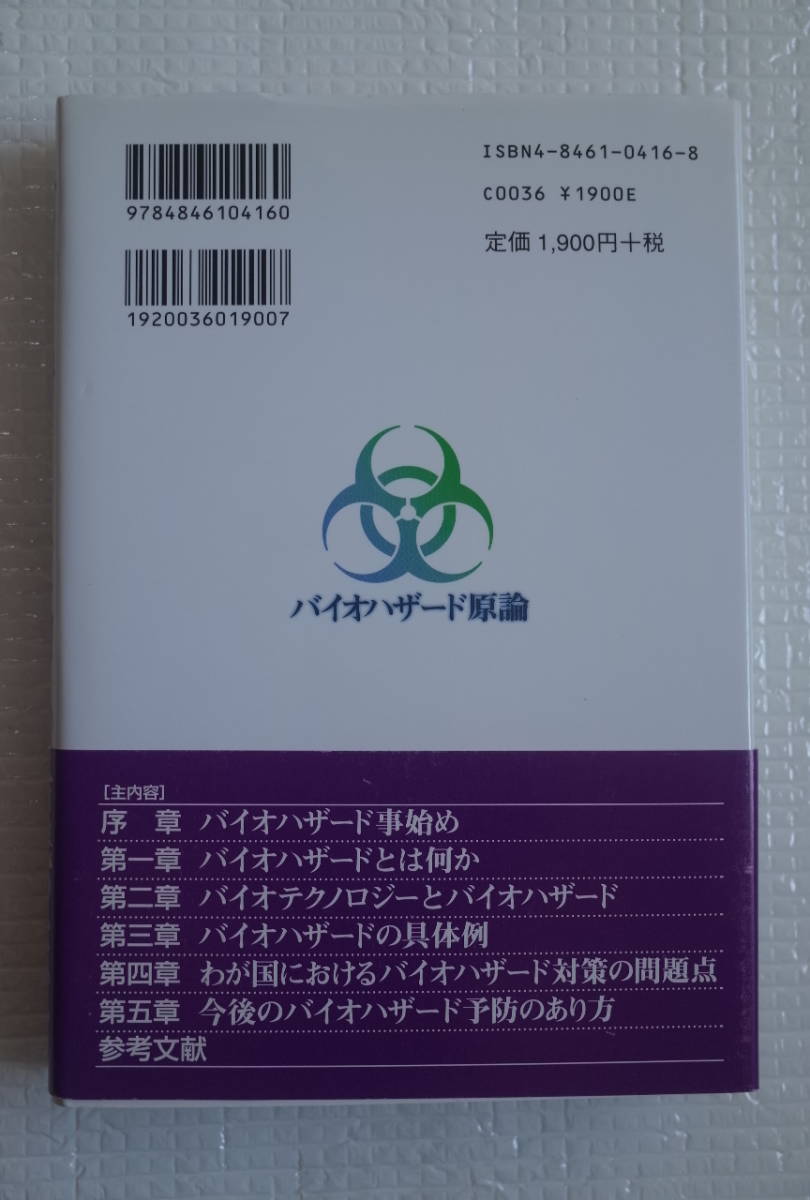 ISBN4-8461-0416-8
9784846104160
C0036 ¥1900E
定価 1,900円+税
1920036019007
バイオハザード原論
[主内容]
序 章 バイオハザード事始め
第一章 バイオハザードとは何か
第二章 バイオテクノロジーとバイオハザード
第三章 バイオハザードの具体例
第四章 わが国におけるバイオハザード対策の問題点
第五章 今後のバイオハザード予防のあり方
参考文献